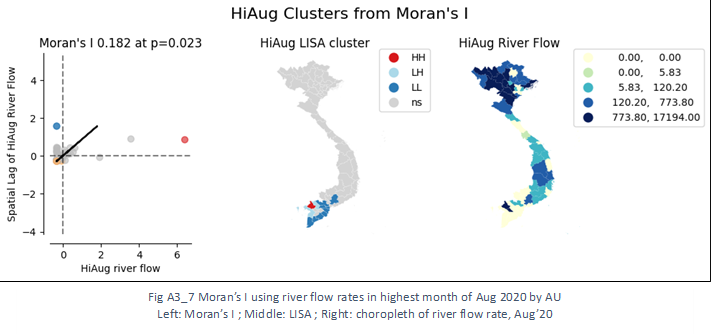 HiAug Clusters from Moran's I
Moran's I 0.182 at p=0.023
Spatial Lag of HiAug River Flow
4
2
0
−2
−4
0 2 4 6
HiAug river flow
HiAug LISA cluster
HH
LH
LL
ns
HiAug River Flow
0.00, 0.00
0.00, 5.83
5.83, 120.20
120.20, 773.80
773.80, 17194.00
Fig A3_7 Moran’s I using river flow rates in highest month of Aug 2020 by AU
Left: Moran’s I ; Middle: LISA ; Right: choropleth of river flow rate, Aug’20